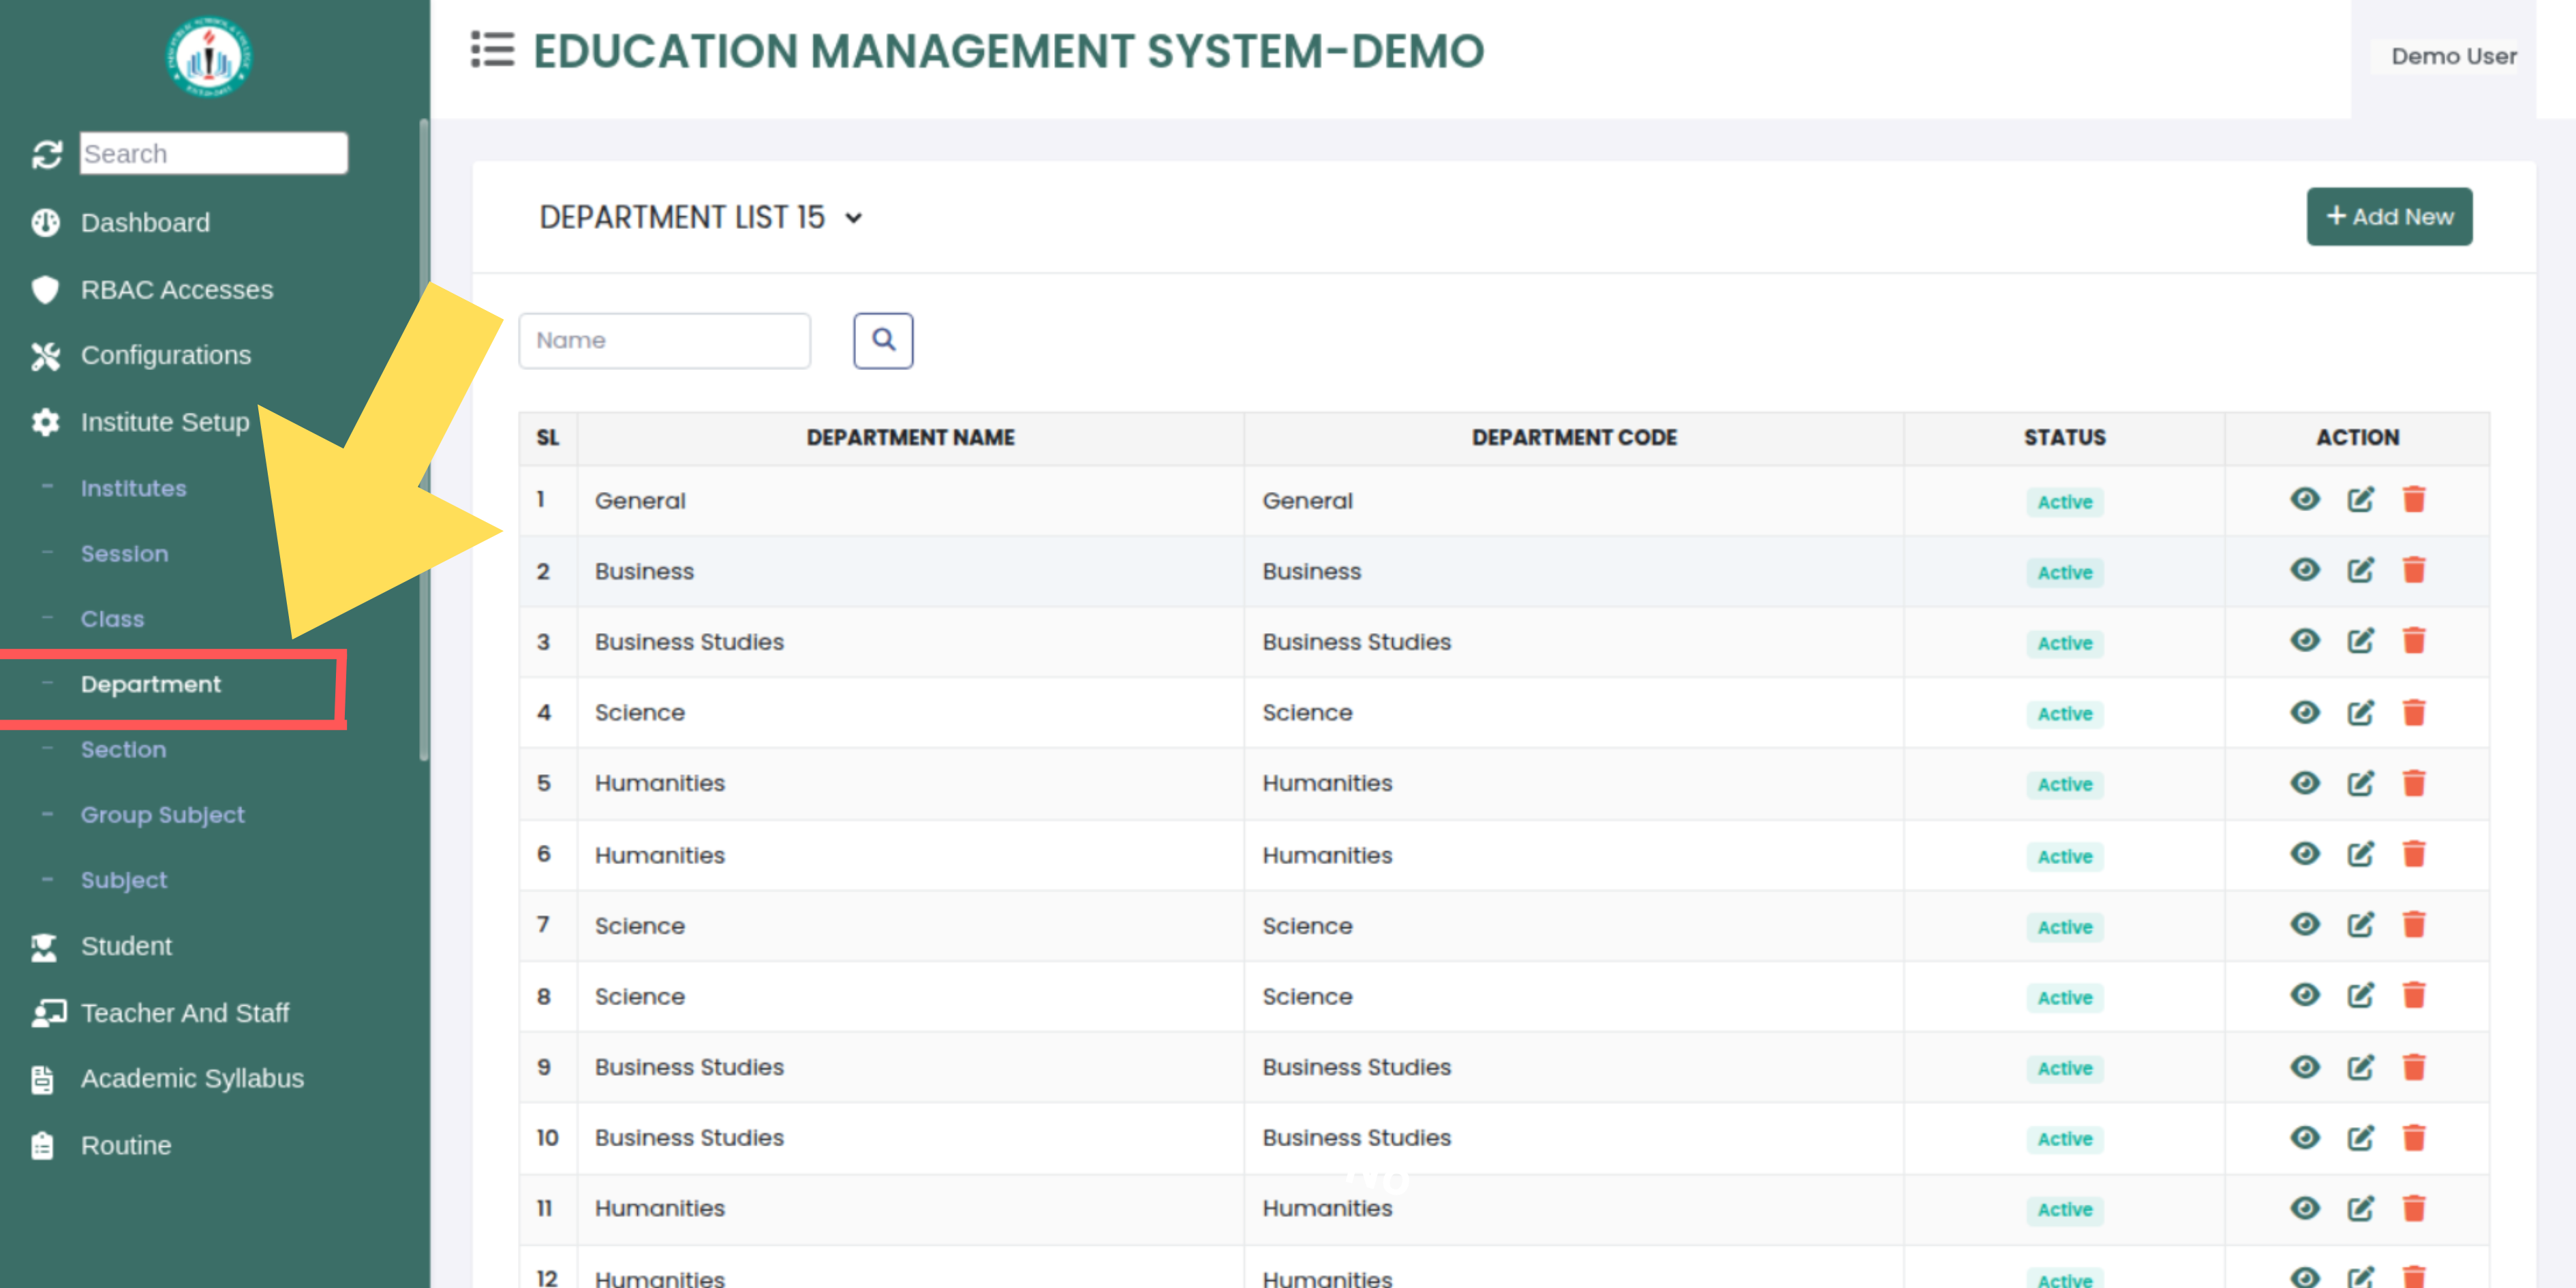 EDUCATION MANAGEMENT SYSTEM-DEMO
Demo User
Search
Dashboard
RBAC Accesses
Configurations
Institute Setup
- Institutes
- Session
- Class
- Department
- Section
- Group Subject
- Subject
Student
Teacher And Staff
Academic Syllabus
Routine
DEPARTMENT LIST 15
+ Add New
Name
SL DEPARTMENT NAME DEPARTMENT CODE STATUS ACTION
1 General General Active
2 Business Business Active
3 Business Studies Business Studies Active
4 Science Science Active
5 Humanities Humanities Active
6 Humanities Humanities Active
7 Science Science Active
8 Science Science Active
9 Business Studies Business Studies Active
10 Business Studies Business Studies Active
11 Humanities Humanities Active
12 Humanities Humanities Active